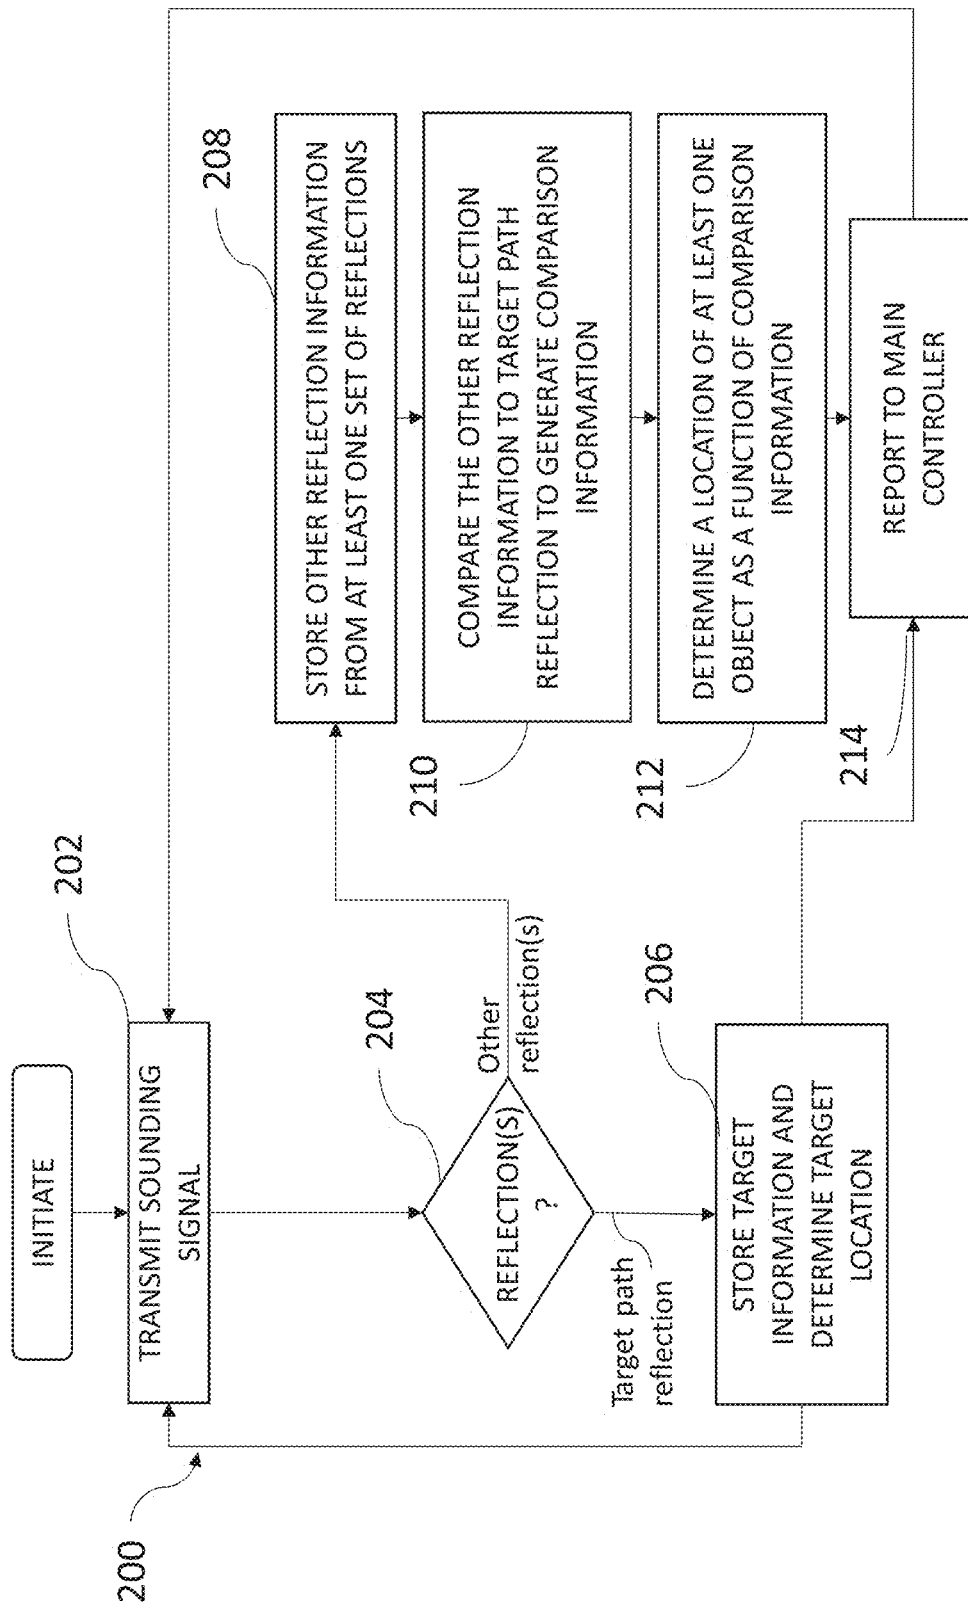 200
INITIATE
202
TRANSMIT SOUNDING
SIGNAL
204
REFLECTION(S)
?
Other
reflection(s)
Target path
reflection
206
STORE TARGET
INFORMATION AND
DETERMINE TARGET
LOCATION
208
STORE OTHER REFLECTION INFORMATION
FROM AT LEAST ONE SET OF REFLECTIONS
210
COMPARE THE OTHER REFLECTION
INFORMATION TO TARGET PATH
REFLECTION TO GENERATE COMPARISON
INFORMATION
212
DETERMINE A LOCATION OF AT LEAST ONE
OBJECT AS A FUNCTION OF COMPARISON
INFORMATION
214
REPORT TO MAIN
CONTROLLER